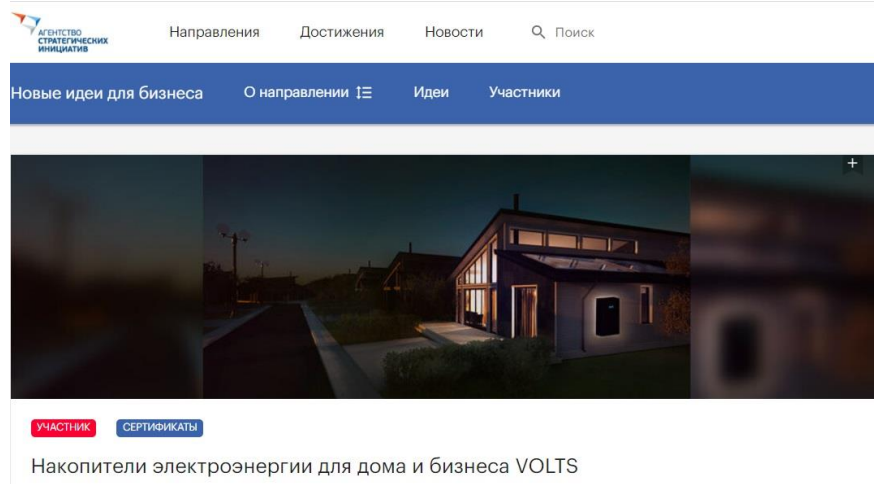 АГЕНТСТВО
СТРАТЕГИЧЕСКИХ
ИНИЦИАТИВ
Направления Достижения Новости Поиск
Новые идеи для бизнеса О направлении Идеи Участники
УЧАСТНИК СЕРТИФИКАТЫ
Накопители электроэнергии для дома и бизнеса VOLTS